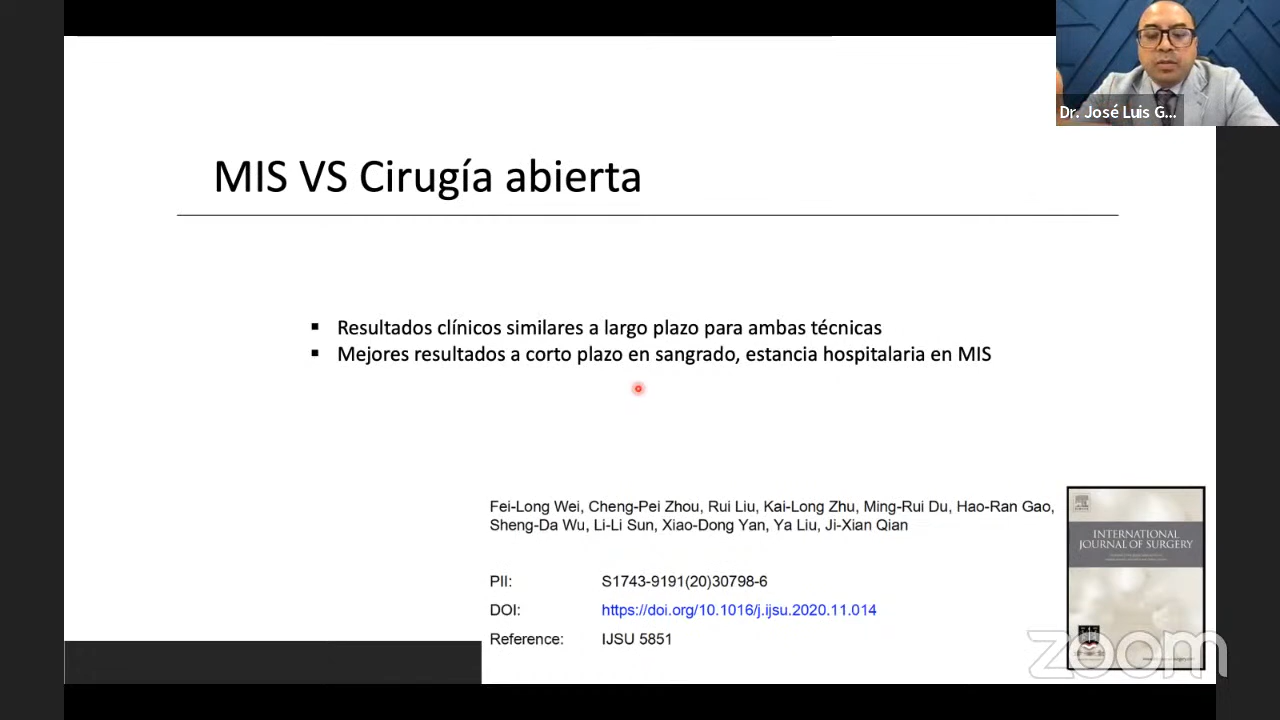 Dr. José Luis G...
MIS VS Cirugía abierta
▪ Resultados clínicos similares a largo plazo para ambas técnicas
▪ Mejores resultados a corto plazo en sangrado, estancia hospitalaria en MIS
Fei-Long Wei, Cheng-Pei Zhou, Rui Liu, Kai-Long Zhu, Ming-Rui Du, Hao-Ran Gao,
Sheng-Da Wu, Li-Li Sun, Xiao-Dong Yan, Ya Liu, Ji-Xian Qian
PII: S1743-9191(20)30798-6
DOI: https://doi.org/10.1016/j.ijsu.2020.11.014
Reference: IJSU 5851
INTERNATIONAL
JOURNAL OF SURGERY
zoom